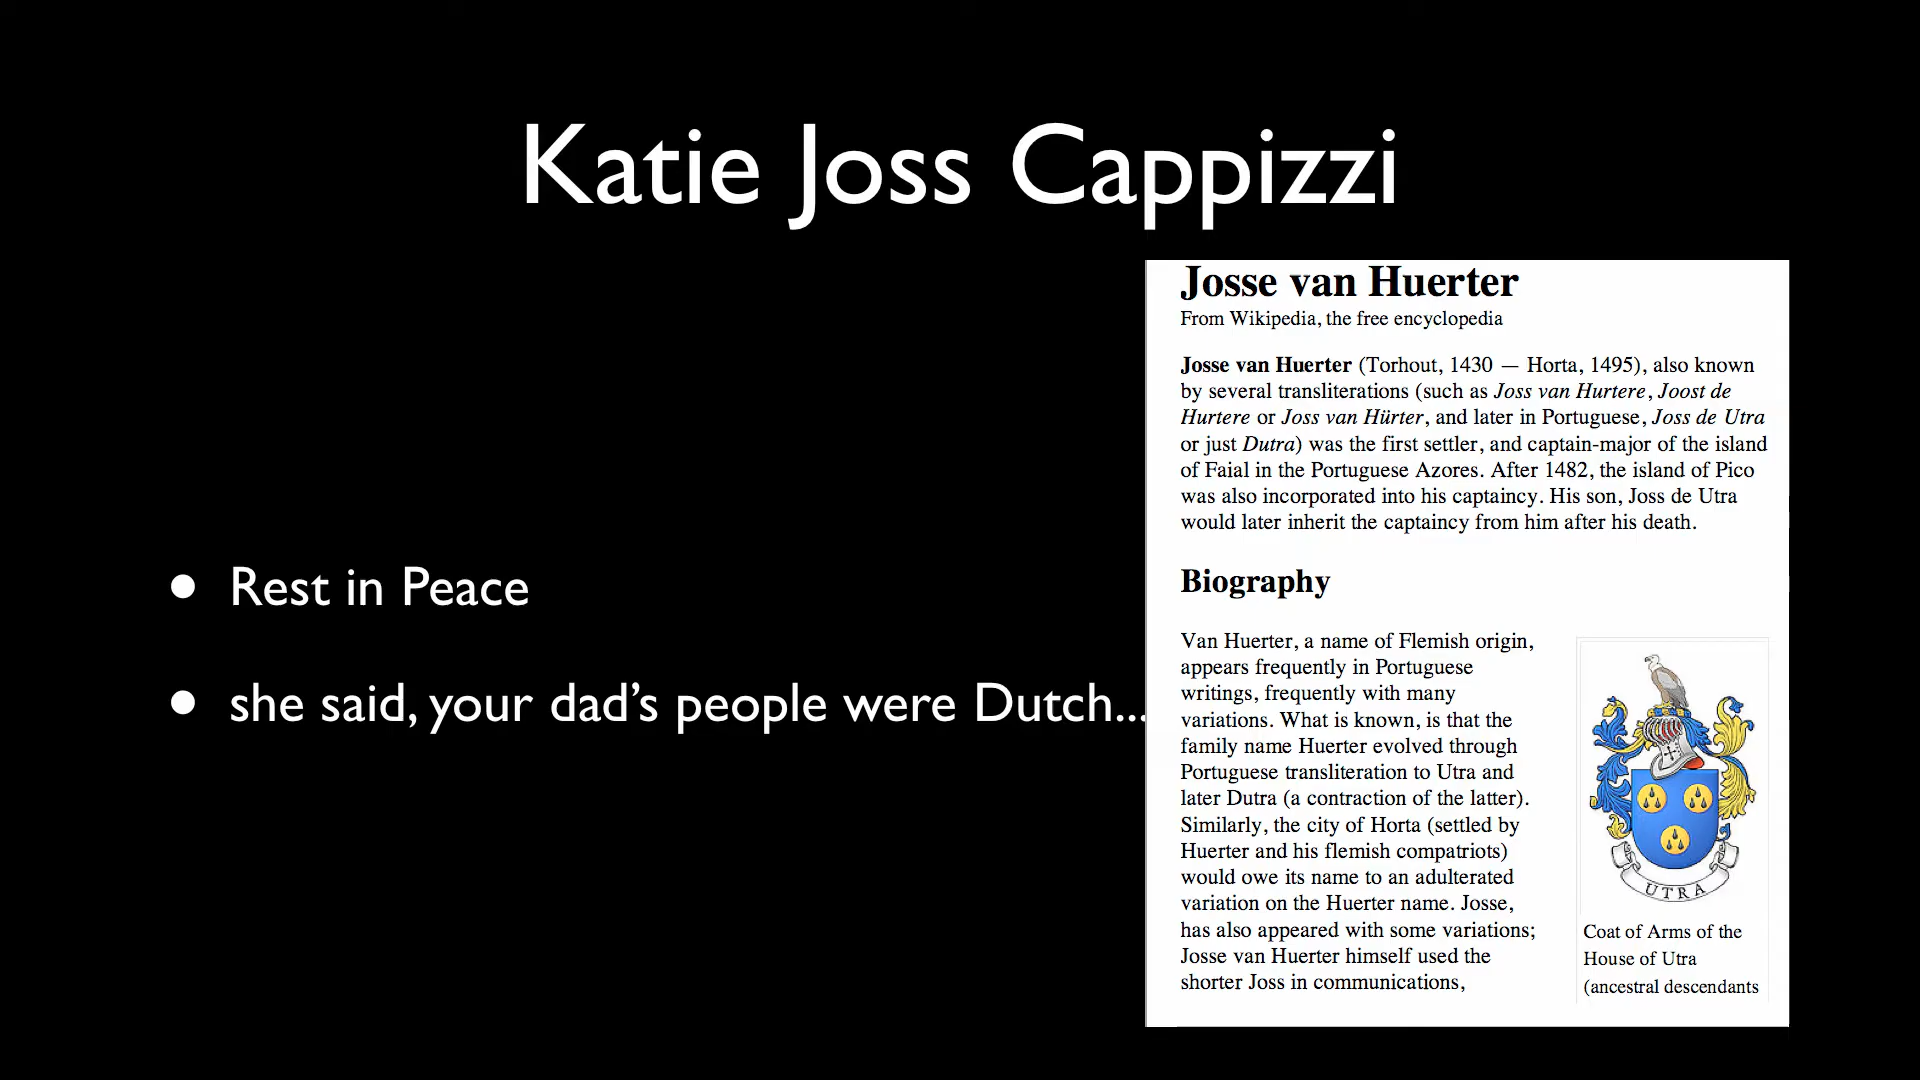 Katie Joss Cappizzi
• Rest in Peace
• she said, your dad’s people were Dutch...
Josse van Huerter
From Wikipedia, the free encyclopedia
Josse van Huerter (Torhout, 1430 — Horta, 1495), also known
by several transliterations (such as Joss van Hurtere, Joost de
Hurtere or Joss van Hürter, and later in Portuguese, Joss de Utra
or just Dutra) was the first settler, and captain-major of the island
of Faial in the Portuguese Azores. After 1482, the island of Pico
was also incorporated into his captaincy. His son, Joss de Utra
would later inherit the captaincy from him after his death.
Biography
Van Huerter, a name of Flemish origin,
appears frequently in Portuguese
writings, frequently with many
variations. What is known, is that the
family name Huerter evolved through
Portuguese transliteration to Utra and
later Dutra (a contraction of the latter).
Similarly, the city of Horta (settled by
Huerter and his flemish compatriots)
would owe its name to an adulterated
variation on the Huerter name. Josse,
has also appeared with some variations;
Josse van Huerter himself used the
shorter Joss in communications,
UTRA
Coat of Arms of the
House of Utra
(ancestral descendants